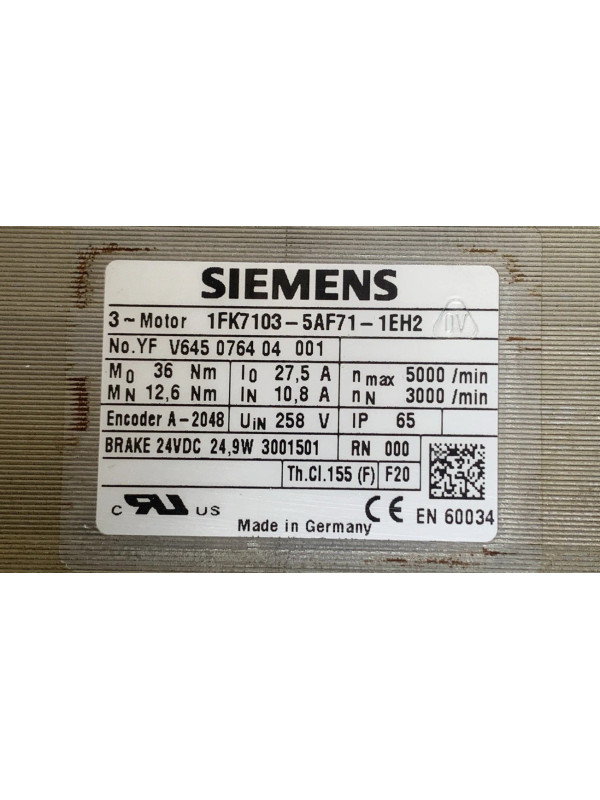 SIEMENS
3~Motor 1FK7103-5AF71-1EH2
No.YF V645 0764 04 001
M0 36 Nm I0 27,5 A n max 5000 /min
MN 12,6 Nm IN 10,8 A n N 3000 /min
Encoder A-2048 UIN 258 V IP 65
BRAKE 24VDC 24,9W 3001501 RN 000
Th.Cl.155 (F) F20
C RU US CE EN 60034
Made in Germany